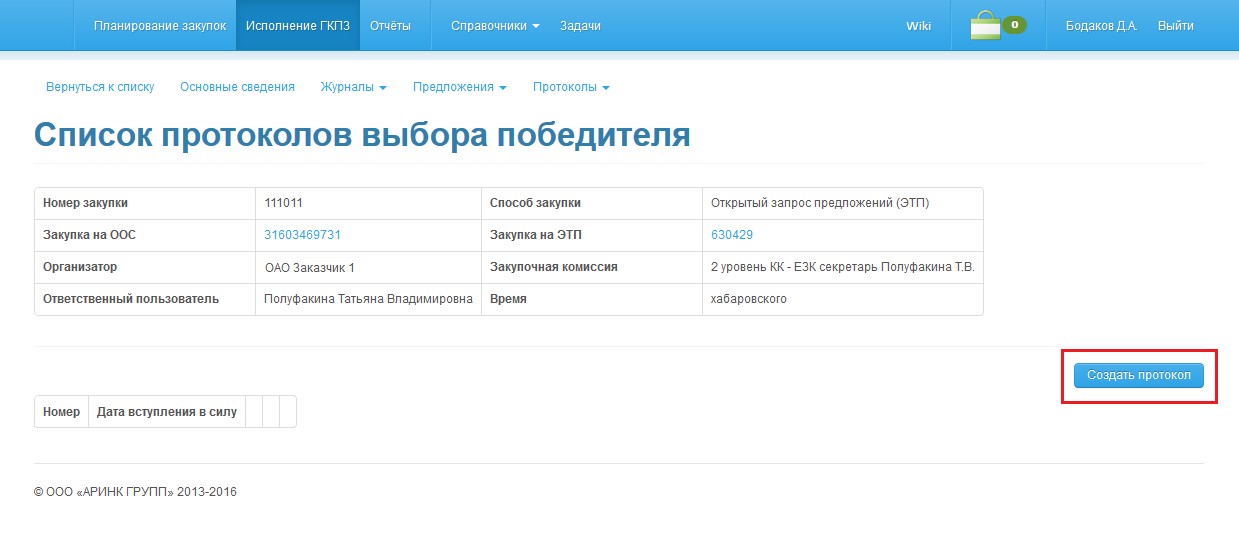 Планирование закупок Исполнение ГКПЗ Отчёты Справочники Задачи Wiki 0 Бодаков Д.А. Выйти
Вернуться к списку Основные сведения Журналы Предложения Протоколы
Список протоколов выбора победителя
Номер закупки 111011 Способ закупки Открытый запрос предложений (ЭТП)
Закупка на ООС 31603469731 Закупка на ЭТП 630429
Организатор ОАО Заказчик 1 Закупочная комиссия 2 уровень КК - ЕЗК секретарь Полуфакина Т.В.
Ответственный пользователь Полуфакина Татьяна Владимировна Время хабаровского
Создать протокол
Номер Дата вступления в силу
© ООО «АРИНК ГРУПП» 2013-2016